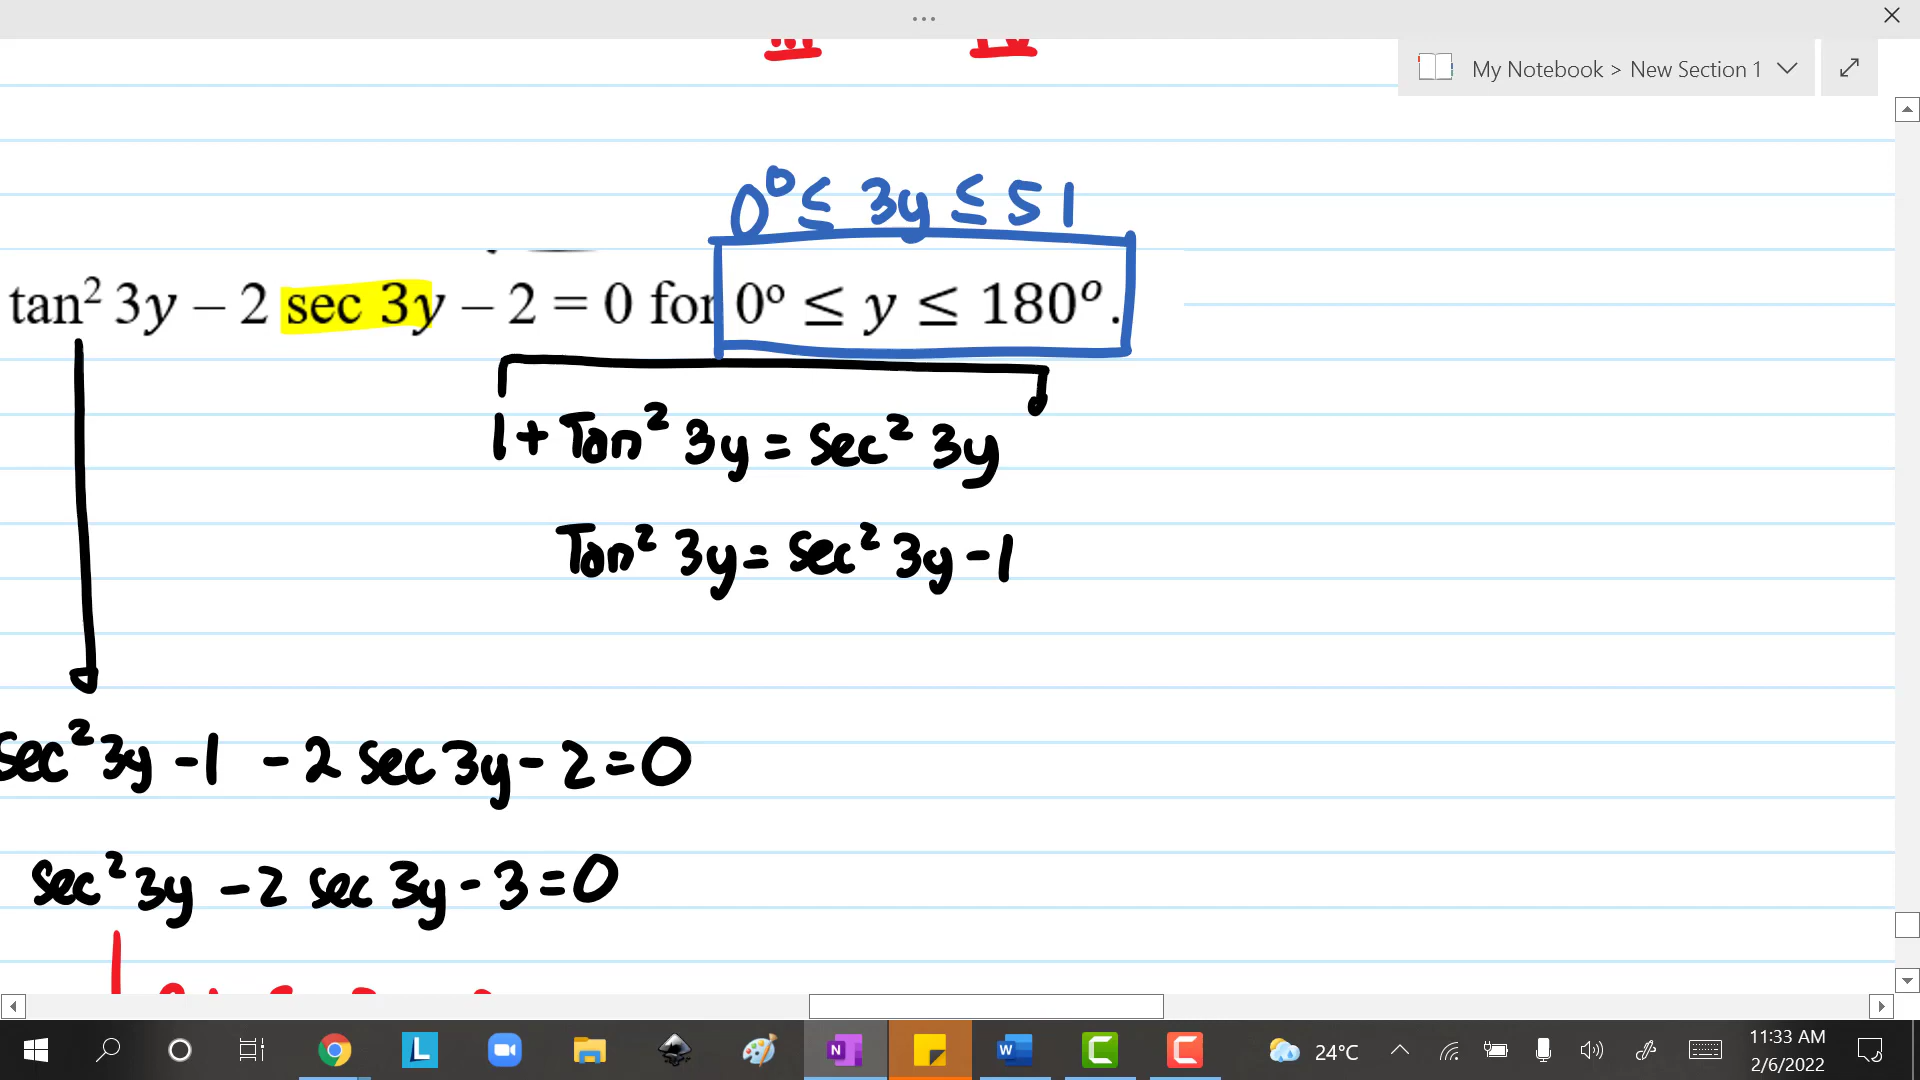 III IV
My Notebook > New Section 1
0° ≤ 3y ≤ 51
tan² 3y – 2 sec 3y – 2 = 0 for 0° ≤ y ≤ 180°.
1 + Tan² 3y = sec² 3y
Tan² 3y = sec² 3y - 1
sec² 3y - 1 - 2 sec 3y - 2 = 0
sec² 3y - 2 sec 3y - 3 = 0
24°C
11:33 AM
2/6/2022